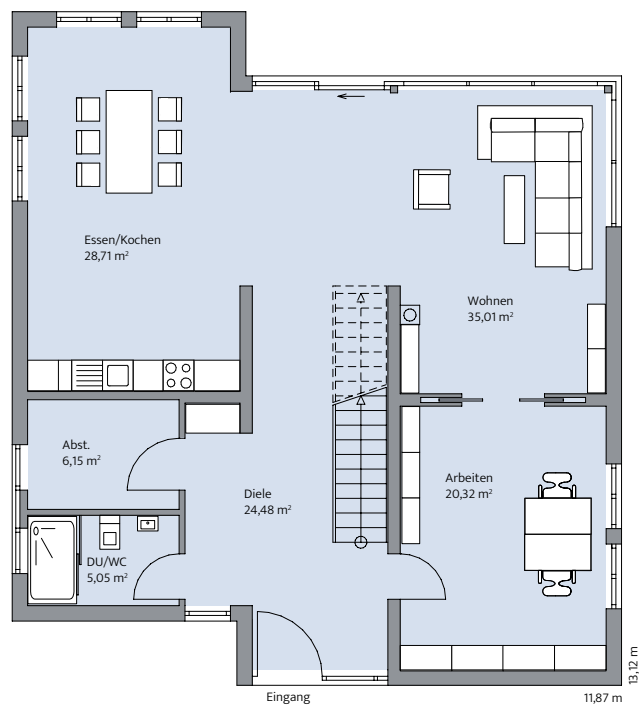 Essen/Kochen
28,71 m²
Wohnen
35,01 m²
Abst.
6,15 m²
Diele
24,48 m²
Arbeiten
20,32 m²
DU/WC
5,05 m²
Eingang
11,87 m
13,12 m